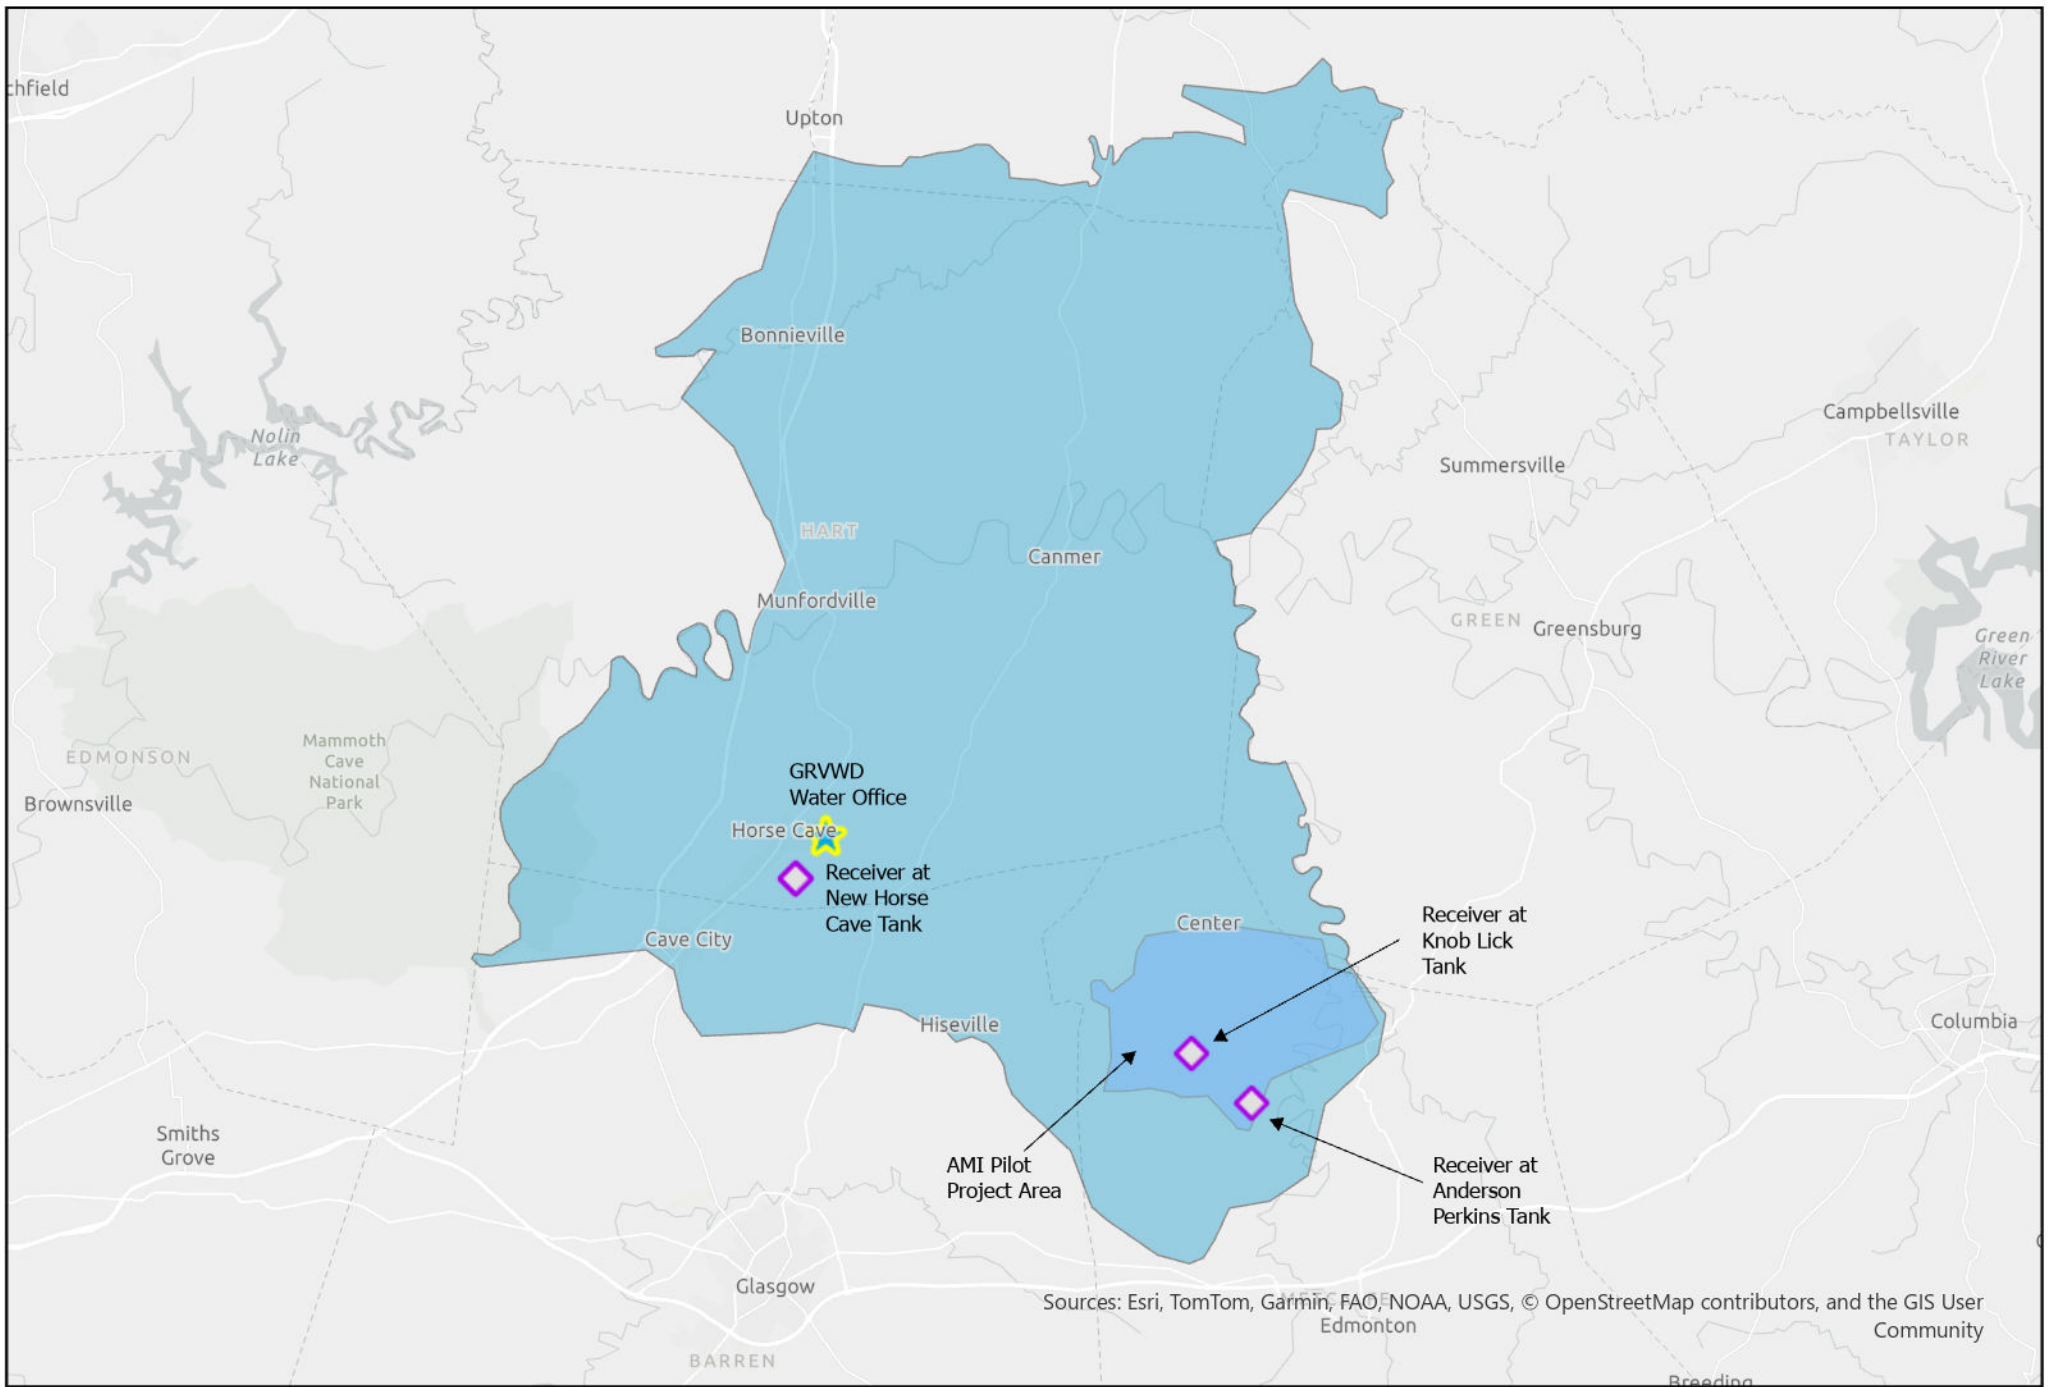 chfield
Upton
Bonnieville
Nolin
Lake
Campbellsville
TAYLOR
Summersville
HART
Canmer
Munfordville
GREEN
Greensburg
Green
River
Lake
Mammoth
Cave
National
Park
EDMONSON
Brownsville
GRVWD
Water Office
Horse Cave
Receiver at
New Horse
Cave Tank
Cave City
Center
Receiver at
Knob Lick
Tank
Hiseville
Columbia
Smiths
Grove
AMI Pilot
Project Area
Receiver at
Anderson
Perkins Tank
Glasgow
METCALFE
Sources: Esri, TomTom, Garmin, FAO, NOAA, USGS, © OpenStreetMap contributors, and the GIS User
Community
Edmonton
BARREN
Breeding